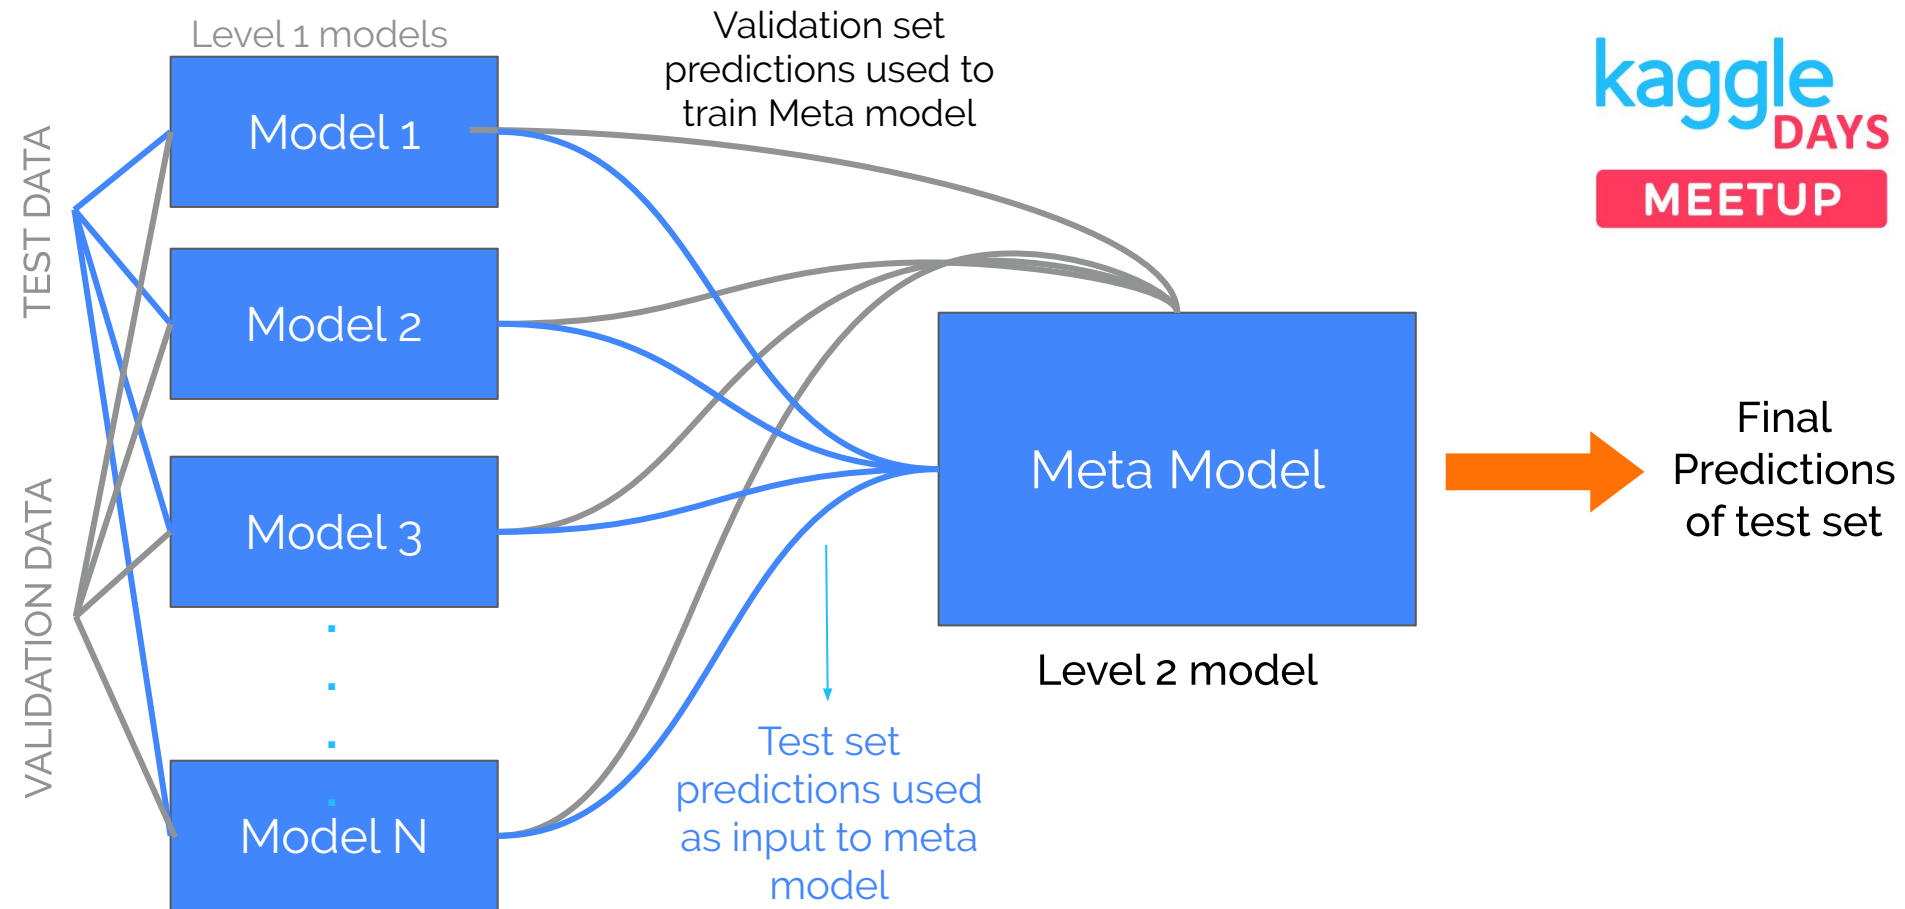 Level 1 models
Validation set
predictions used to
train Meta model
kaggle
DAYS
MEETUP
TEST DATA
VALIDATION DATA
Model 1
Model 2
Model 3
Model N
Meta Model
Level 2 model
Final
Predictions
of test set
Test set
predictions used
as input to meta
model